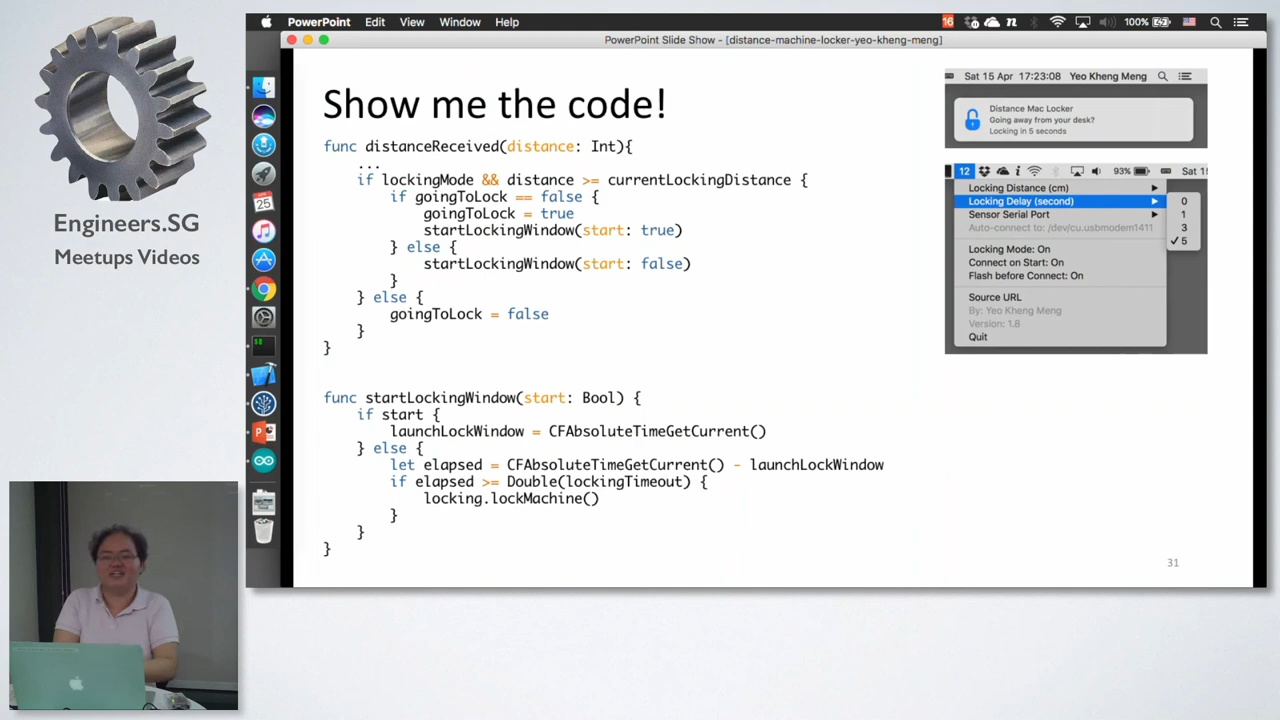 Engineers.SG
Meetups Videos
PowerPoint Edit View Window Help
16 100%
PowerPoint Slide Show - [distance-machine-locker-yeo-kheng-meng]
Show me the code!
func distanceReceived(distance: Int){
...
if lockingMode && distance >= currentLockingDistance {
if goingToLock == false {
goingToLock = true
startLockingWindow(start: true)
} else {
startLockingWindow(start: false)
}
} else {
goingToLock = false
}
}
func startLockingWindow(start: Bool) {
if start {
launchLockWindow = CFAbsoluteTimeGetCurrent()
} else {
let elapsed = CFAbsoluteTimeGetCurrent() - launchLockWindow
if elapsed >= Double(lockingTimeout) {
locking.lockMachine()
}
}
}
Sat 15 Apr 17:23:08 Yeo Kheng Meng
Distance Mac Locker
Going away from your desk?
Locking in 5 seconds
12 93% Sat 15
Locking Distance (cm)
Locking Delay (second)
Sensor Serial Port
Auto-connect to: /dev/cu.usbmodem1411
Locking Mode: On
Connect on Start: On
Flash before Connect: On
Source URL
By: Yeo Kheng Meng
Version: 1.8
Quit
0
1
3
✓ 5
25
31